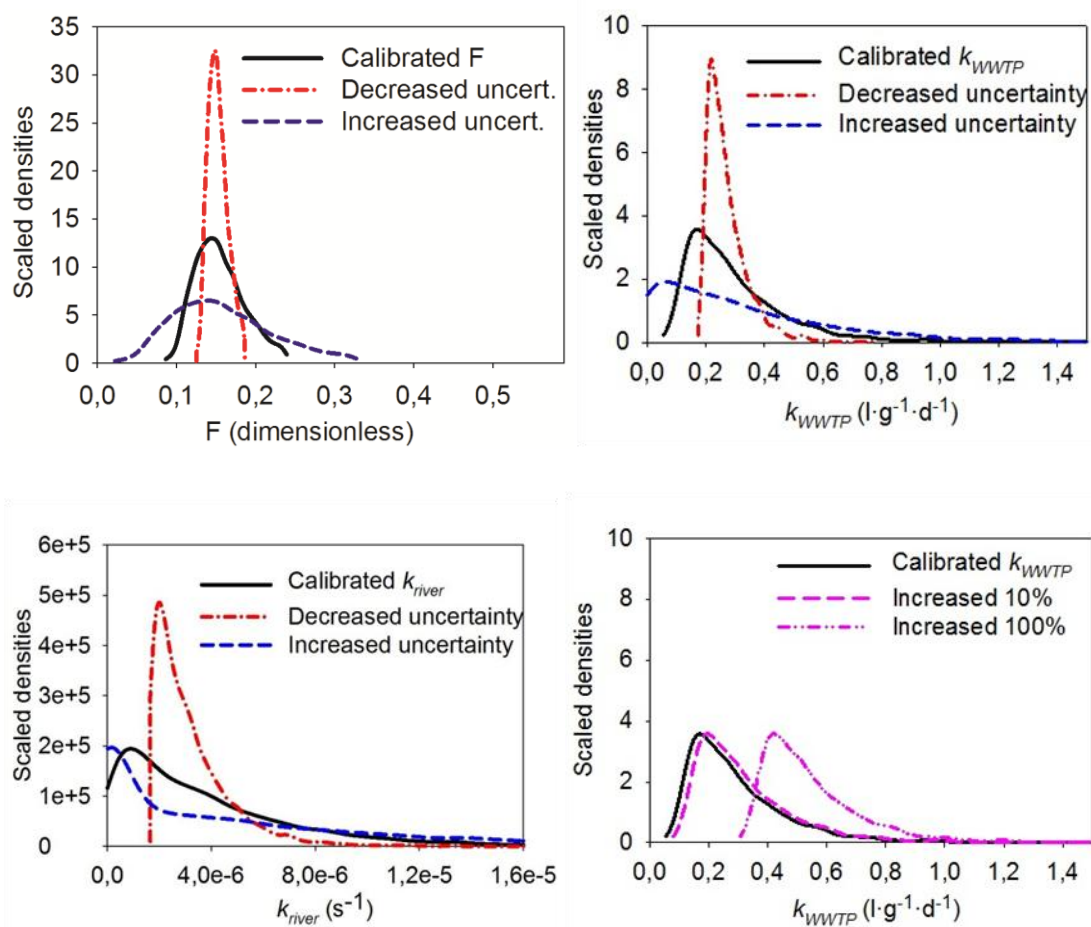 35
30
25
20
15
10
5
0
Scaled densities
Calibrated F
Decreased uncert.
Increased uncert.
0,0 0,1 0,2 0,3 0,4 0,5
F (dimensionless)
10
8
6
4
2
0
Scaled densities
Calibrated kWWTP
Decreased uncertainty
Increased uncertainty
0,0 0,2 0,4 0,6 0,8 1,0 1,2 1,4
kWWTP (l·g-1·d-1)
6e+5
5e+5
4e+5
3e+5
2e+5
1e+5
0
Scaled densities
Calibrated kriver
Decreased uncertainty
Increased uncertainty
0,0 4,0e-6 8,0e-6 1,2e-5 1,6e-5
kriver (s-1)
10
8
6
4
2
0
Scaled densities
Calibrated kWWTP
Increased 10%
Increased 100%
0,0 0,2 0,4 0,6 0,8 1,0 1,2 1,4
kWWTP (l·g-1·d-1)